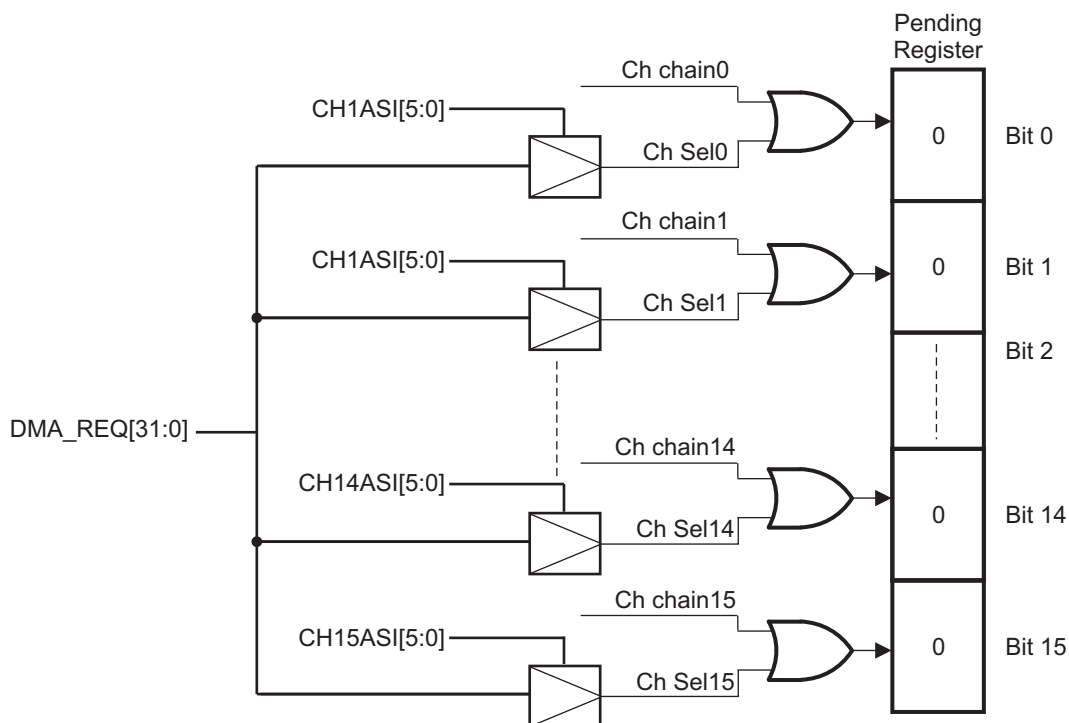 Pending
Register
Ch chain0
CH1ASI[5:0]
Ch Sel0
0
Bit 0
Ch chain1
CH1ASI[5:0]
Ch Sel1
0
Bit 1
Bit 2
DMA_REQ[31:0]
Ch chain14
CH14ASI[5:0]
Ch Sel14
0
Bit 14
Ch chain15
CH15ASI[5:0]
Ch Sel15
0
Bit 15